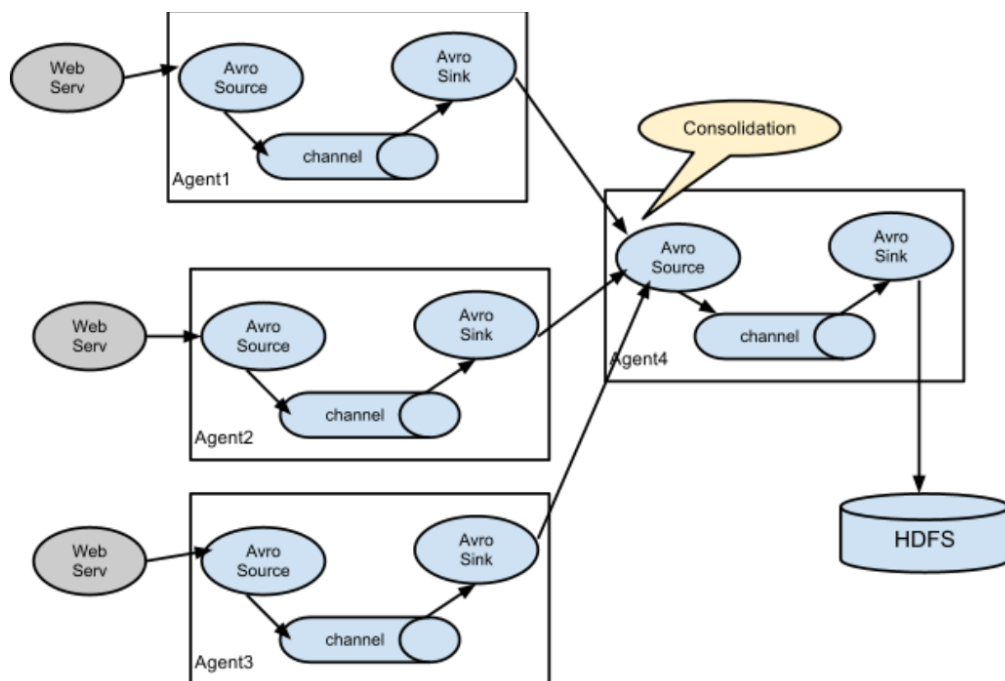 Web
Serv
Avro
Source
Avro
Sink
channel
Agent1
Consolidation
Avro
Source
Avro
Sink
channel
Agent4
Web
Serv
Avro
Source
Avro
Sink
channel
Agent2
HDFS
Web
Serv
Avro
Source
Avro
Sink
channel
Agent3